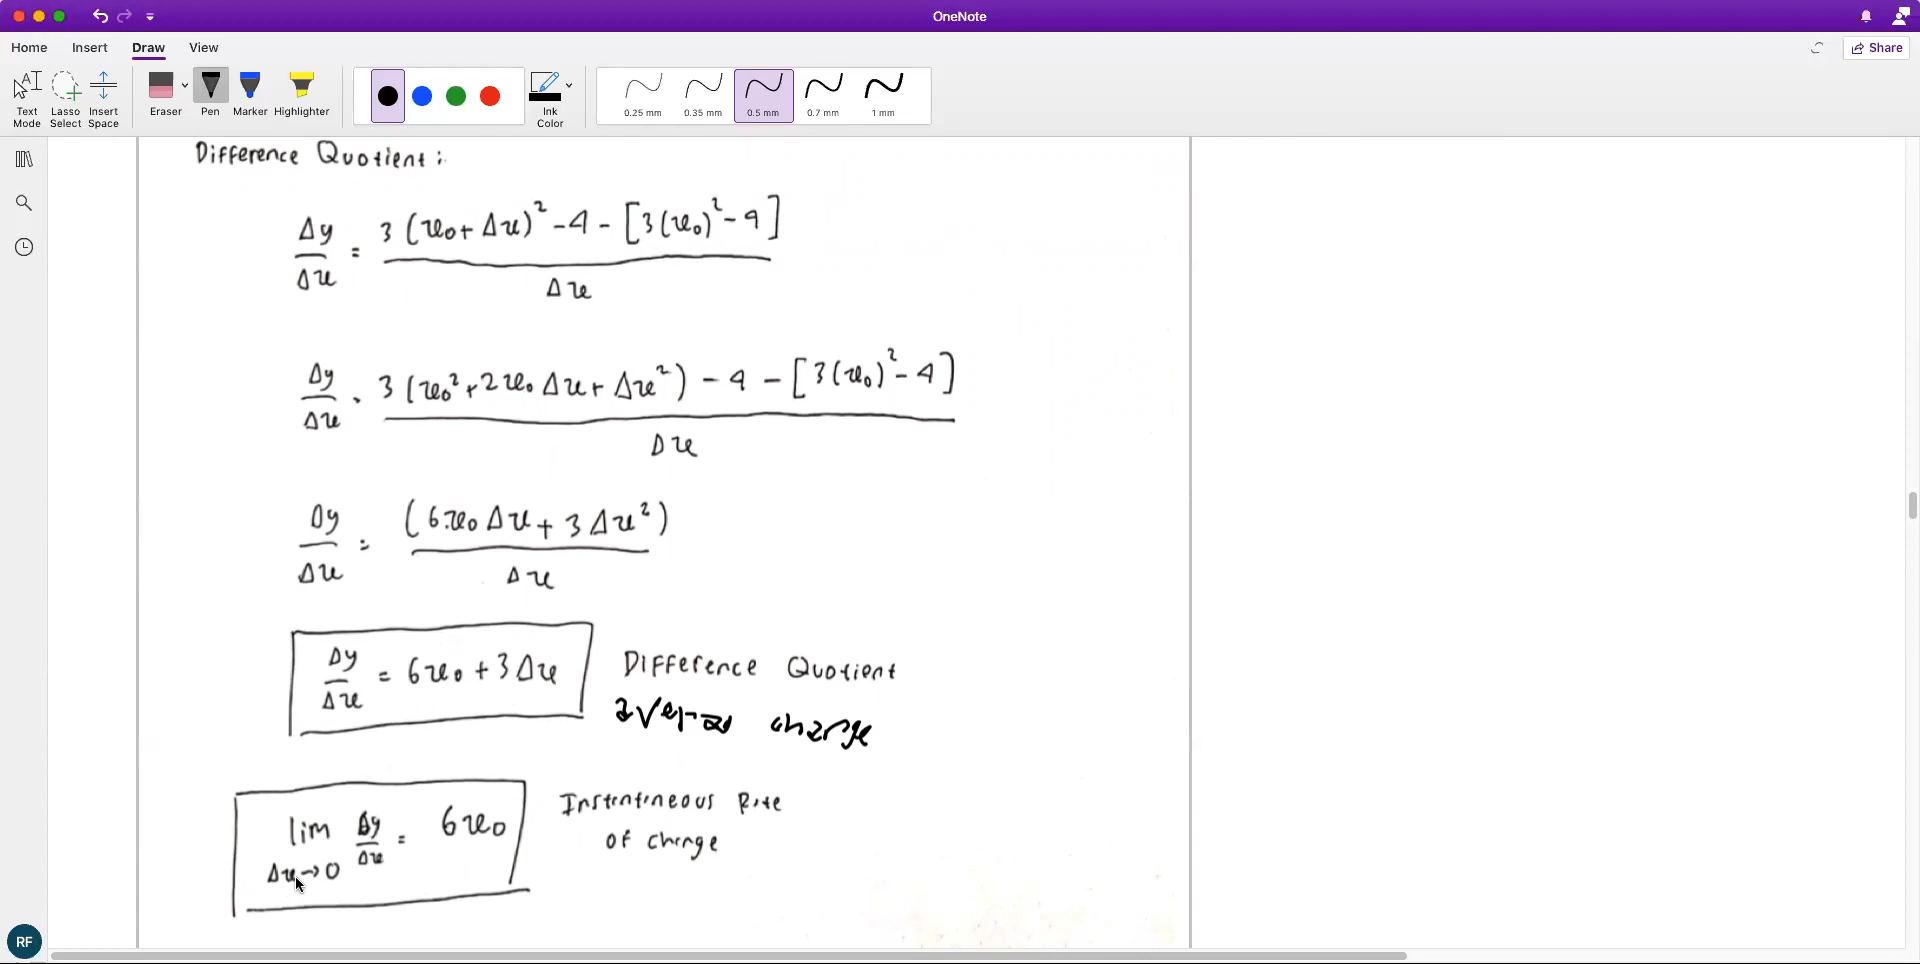 OneNote
Home Insert Draw View
Share
Text Mode
Lasso Select
Insert Space
Eraser
Pen
Marker
Highlighter
Ink Color
0.25 mm
0.35 mm
0.5 mm
0.7 mm
1 mm
Difference Quotient:
Δy/Δx = 3(x₀+Δx)²-4-[3(x₀)²-4] / Δx
Δy/Δx = 3(x₀²+2x₀Δx+Δx²)-4-[3(x₀)²-4] / Δx
Δy/Δx = (6x₀Δx+3Δx²) / Δx
Δy/Δx = 6x₀+3Δx Difference Quotient
change
lim Δx→0 Δy/Δx = 6x₀ Instantaneous Rate
of change
RF